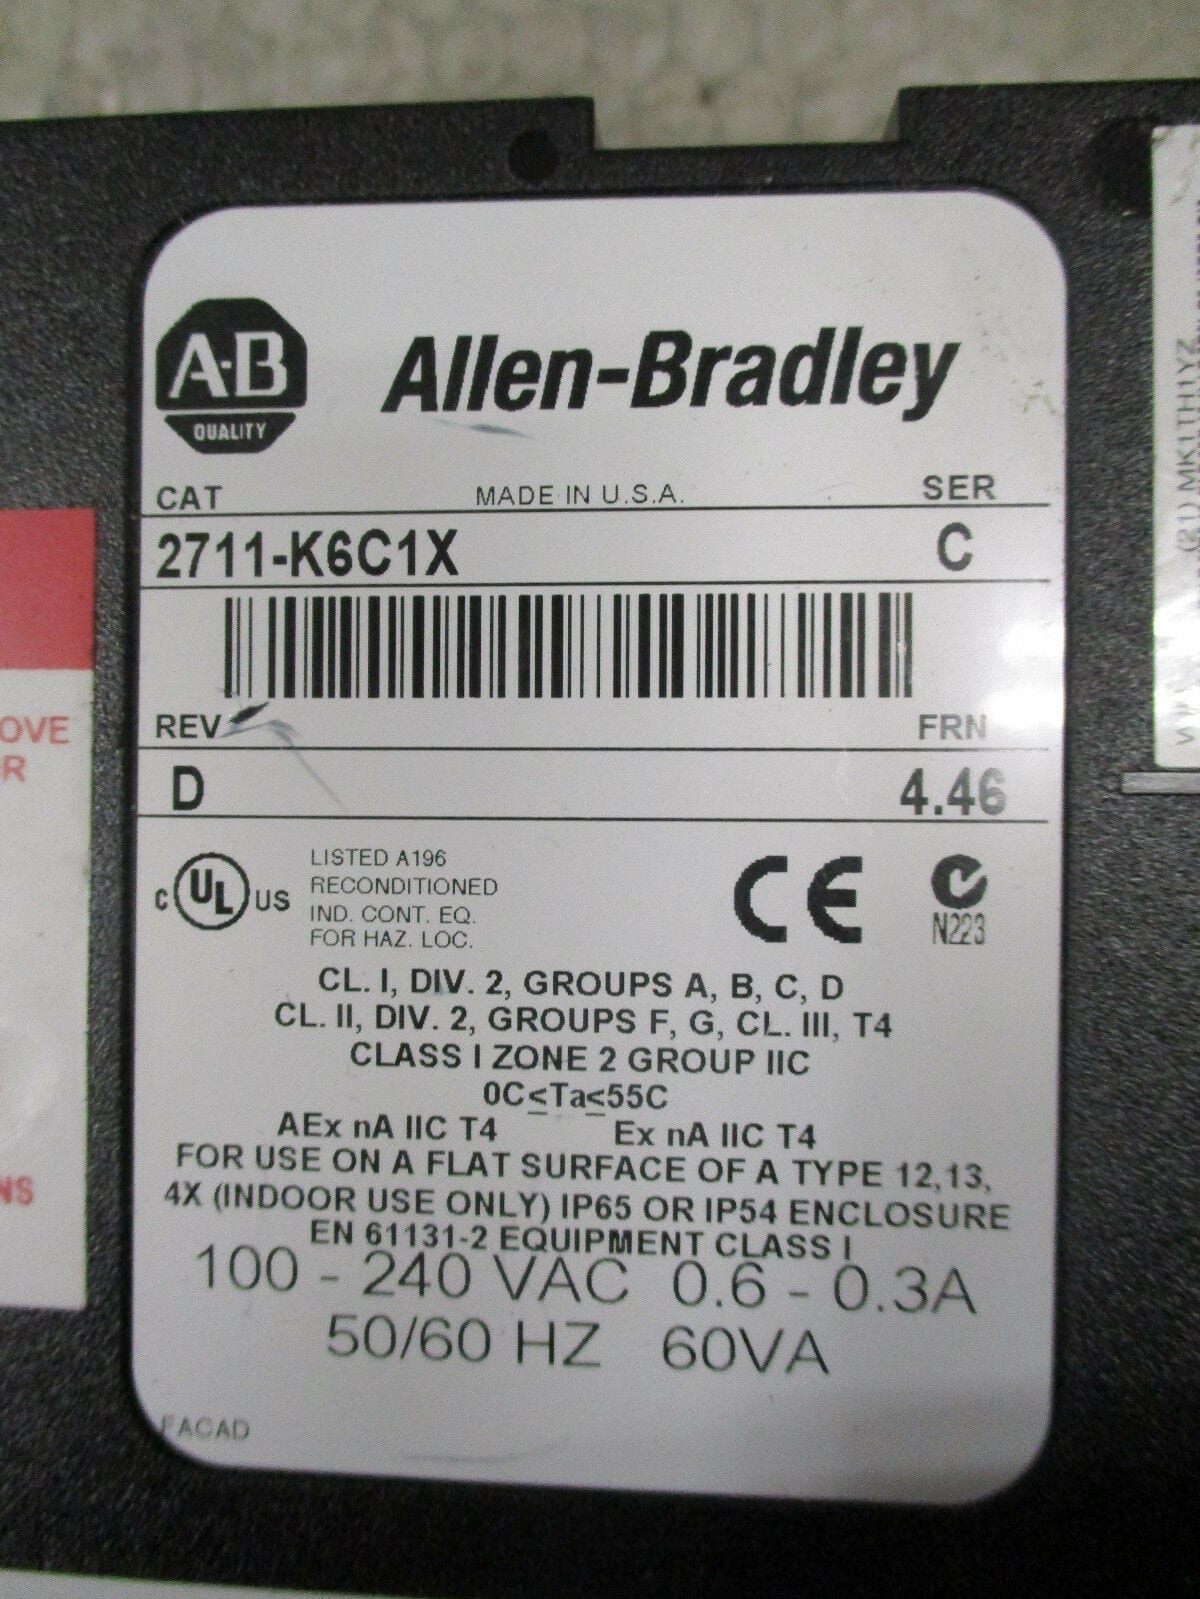 A-B
QUALITY
Allen-Bradley
CAT MADE IN U.S.A. SER
2711-K6C1X C
REV FRN
D 4.46
C UL US
LISTED A196
RECONDITIONED
IND. CONT. EQ.
FOR HAZ. LOC.
CE
N223
CL. I, DIV. 2, GROUPS A, B, C, D
CL. II, DIV. 2, GROUPS F, G, CL. III, T4
CLASS I ZONE 2 GROUP IIC
0C≤Ta≤55C
AEx nA IIC T4 Ex nA IIC T4
FOR USE ON A FLAT SURFACE OF A TYPE 12,13,
4X (INDOOR USE ONLY) IP65 OR IP54 ENCLOSURE
EN 61131-2 EQUIPMENT CLASS I
100 - 240 VAC 0.6 - 0.3A
50/60 HZ 60VA
FACAD
OVE
R
NS
(21) MK1TH1YZ